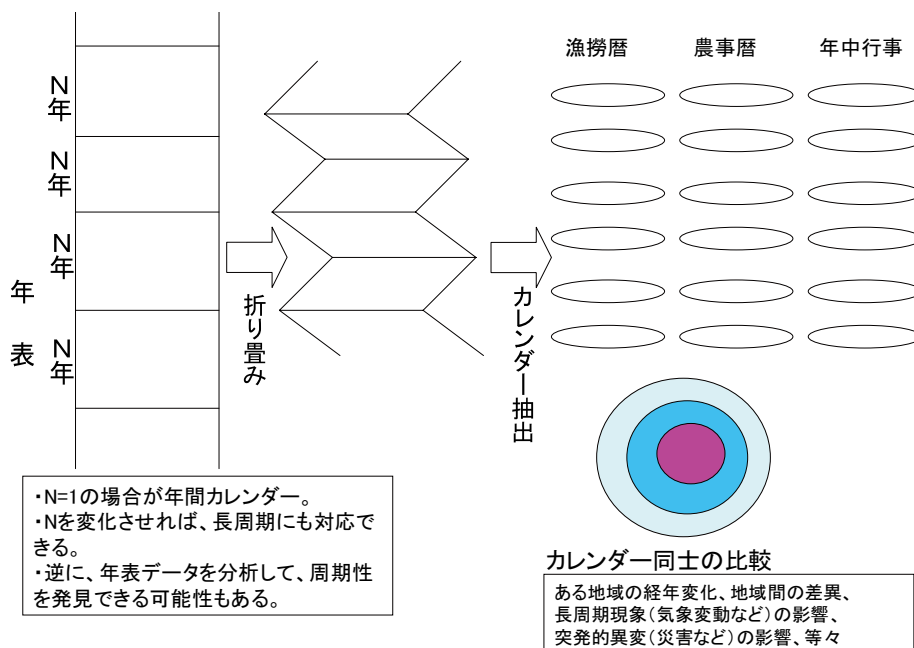 漁撈暦
農事暦
年中行事
N年
N年
N年
N年
年表
折り畳み
カレンダー抽出
・N=1の場合が年間カレンダー。
・Nを変化させれば、長周期にも対応で
きる。
・逆に、年表データを分析して、周期性
を発見できる可能性もある。
カレンダー同士の比較
ある地域の経年変化、地域間の差異、
長周期現象(気象変動など)の影響、
突発的異変(災害など)の影響、等々